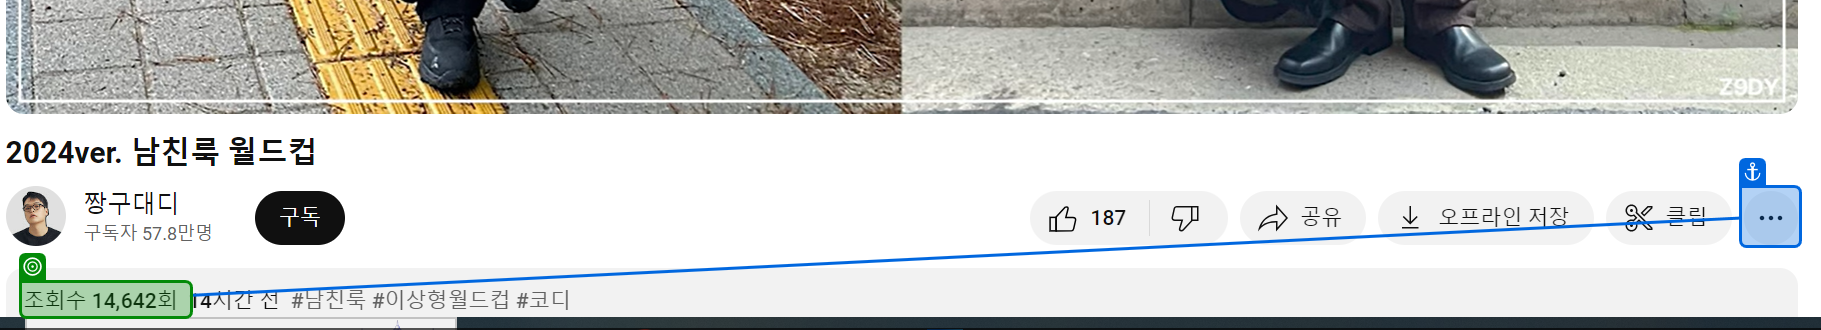 Z9DY
2024ver. 남친룩 월드컵
짱구대디
구독자 57.8만명
구독
187
공유
오프라인 저장
클립
조회수 14,642회 14시간 전 #남친룩 #이상형월드컵 #코디